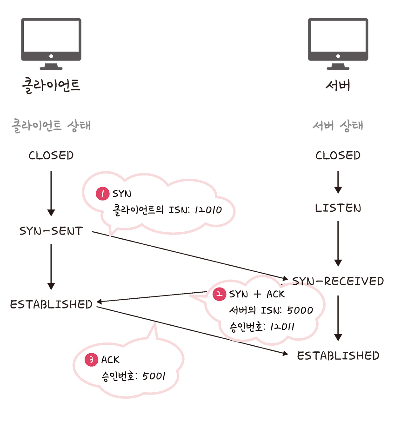 클라이언트
서버
클라이언트 상태
서버 상태
CLOSED
CLOSED
1 SYN
클라이언트의 ISN: 12010
LISTEN
SYN-SENT
SYN-RECEIVED
2 SYN + ACK
서버의 ISN: 5000
승인번호: 12011
ESTABLISHED
3 ACK
승인번호: 5001
ESTABLISHED